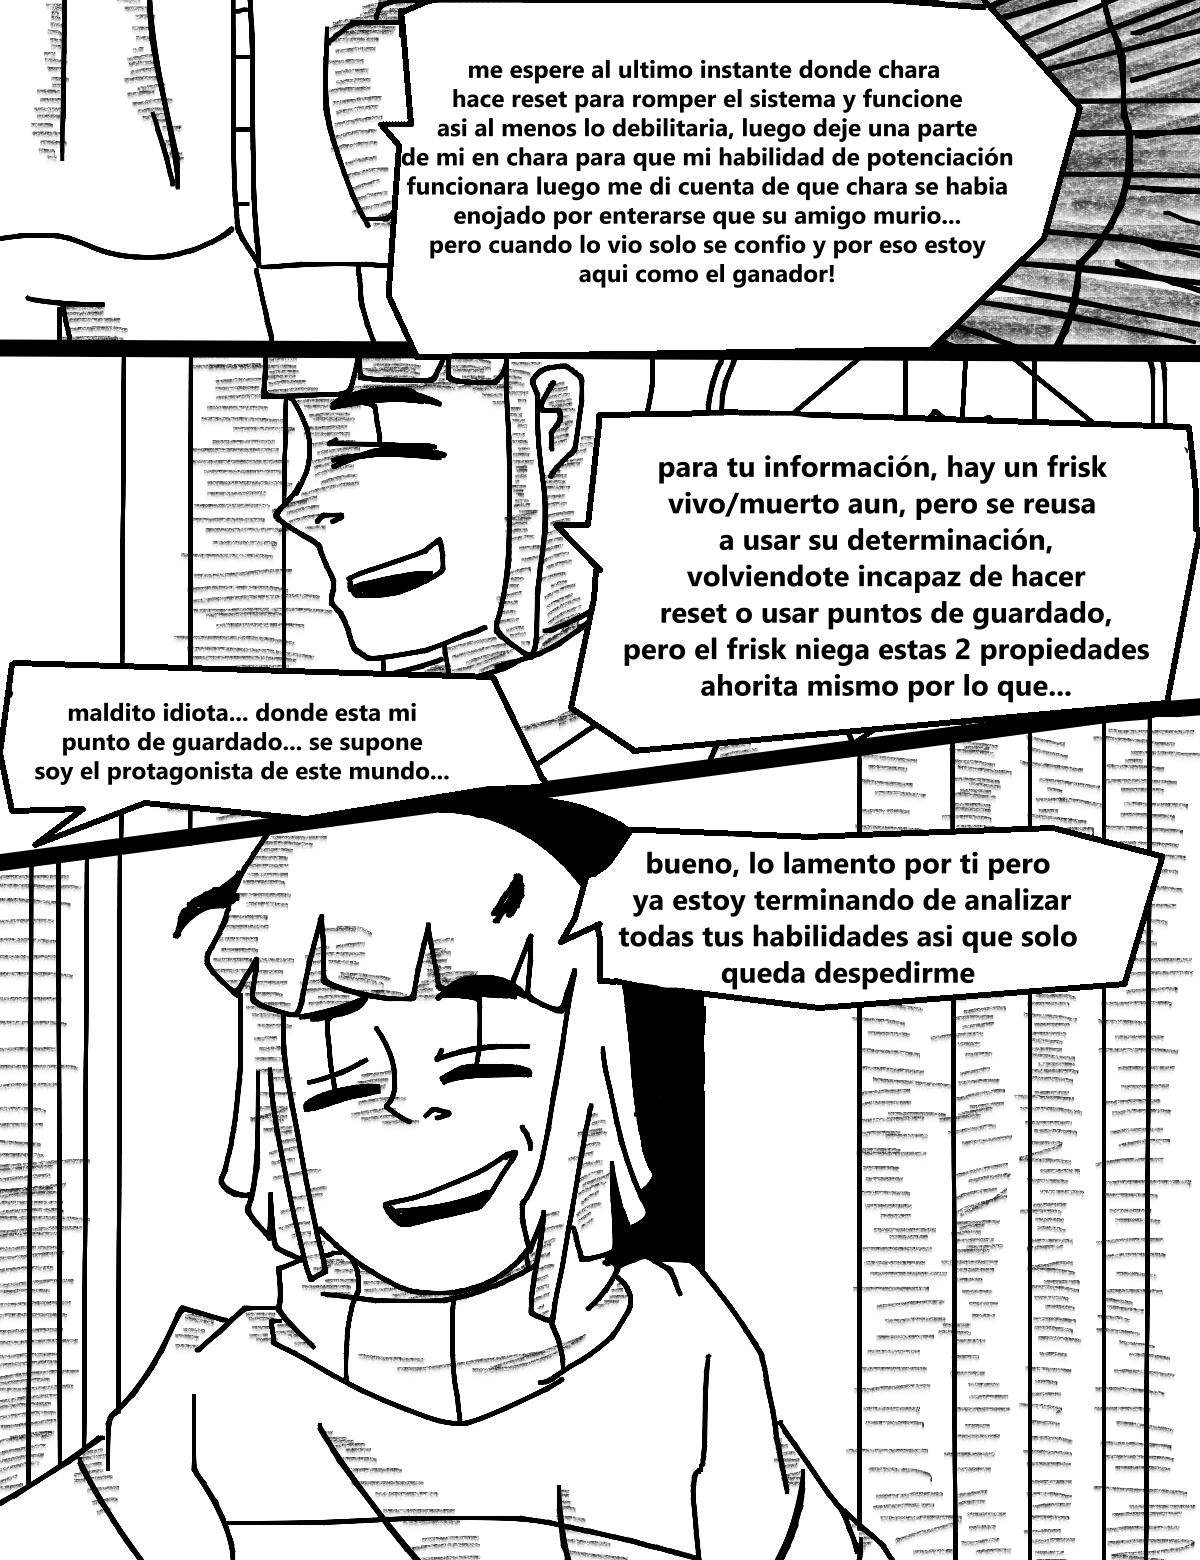 me espere al ultimo instante donde chara
hace reset para romper el sistema y funcione
asi al menos lo debilitaria, luego deje una parte
de mi en chara para que mi habilidad de potenciación
funcionara luego me di cuenta de que chara se habia
enojado por enterarse que su amigo murio...
pero cuando lo vio solo se confio y por eso estoy
aqui como el ganador!
para tu información, hay un frisk
vivo/muerto aun, pero se reusa
a usar su determinación,
volviendote incapaz de hacer
reset o usar puntos de guardado,
pero el frisk niega estas 2 propiedades
ahorita mismo por lo que...
maldito idiota... donde esta mi
punto de guardado... se supone
soy el protagonista de este mundo...
bueno, lo lamento por ti pero
ya estoy terminando de analizar
todas tus habilidades asi que solo
queda despedirme